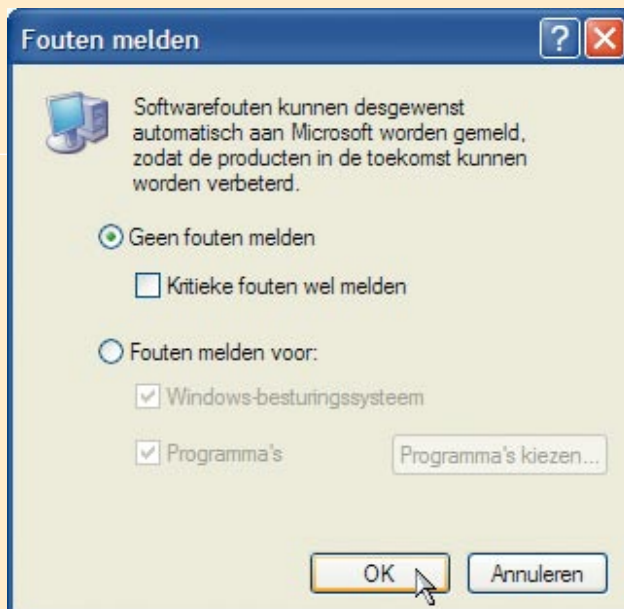 Fouten melden
?
Softwarefouten kunnen desgewenst
automatisch aan Microsoft worden gemeld,
zodat de producten in de toekomst kunnen
worden verbeterd.
Geen fouten melden
Kritieke fouten wel melden
Fouten melden voor:
Windows-besturingssysteem
Programma's
Programma's kiezen...
OK
Annuleren